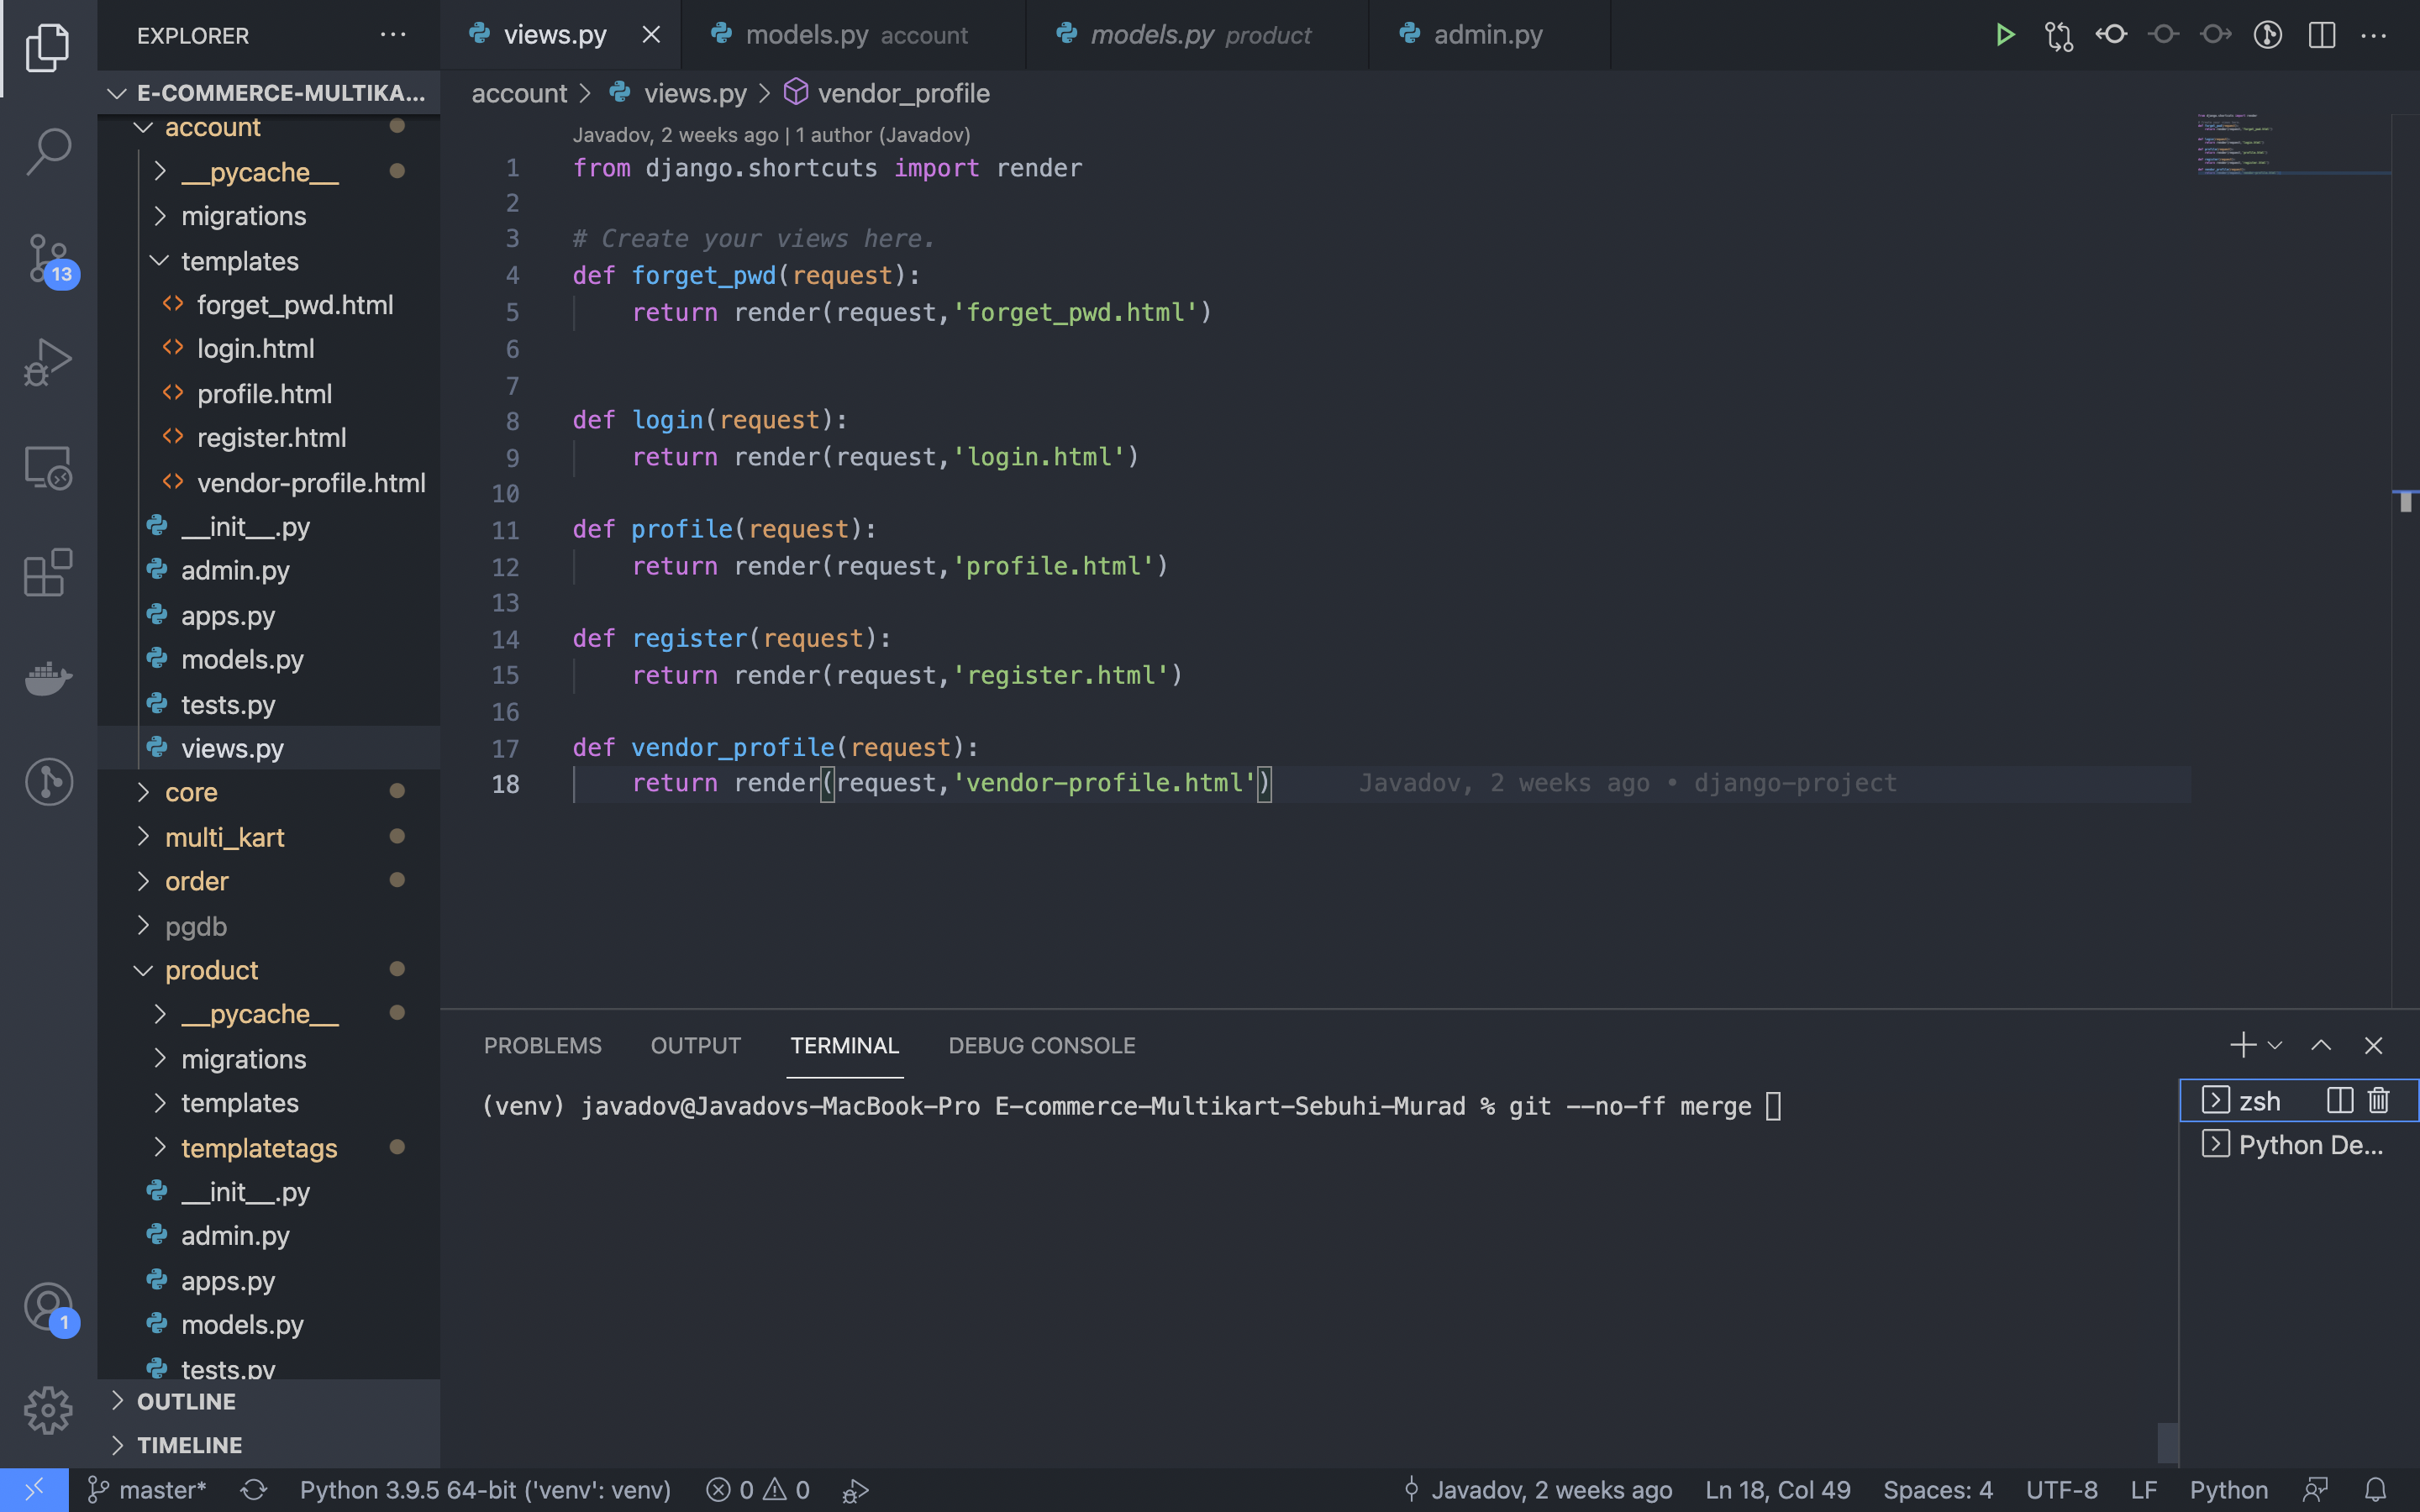 EXPLORER
E-COMMERCE-MULTIKA...
account
__pycache__
migrations
templates
forget_pwd.html
login.html
profile.html
register.html
vendor-profile.html
__init__.py
admin.py
apps.py
models.py
tests.py
views.py
core
multi_kart
order
pgdb
product
__pycache__
migrations
templates
templatetags
__init__.py
admin.py
apps.py
models.py
tests.py
OUTLINE
TIMELINE
13
1
views.py
models.py account
models.py product
admin.py
account > views.py > vendor_profile
Javadov, 2 weeks ago | 1 author (Javadov)
1 from django.shortcuts import render
2
3 # Create your views here.
4 def forget_pwd(request):
5 return render(request,'forget_pwd.html')
6
7
8 def login(request):
9 return render(request,'login.html')
10
11 def profile(request):
12 return render(request,'profile.html')
13
14 def register(request):
15 return render(request,'register.html')
16
17 def vendor_profile(request):
18 return render(request,'vendor-profile.html') Javadov, 2 weeks ago • django-project
PROBLEMS OUTPUT TERMINAL DEBUG CONSOLE
(venv) javadov@Javadovs-MacBook-Pro E-commerce-Multikart-Sebuhi-Murad % git --no-ff merge
zsh
Python De...
master* Python 3.9.5 64-bit ('venv': venv) 0 0 Javadov, 2 weeks ago Ln 18, Col 49 Spaces: 4 UTF-8 LF Python